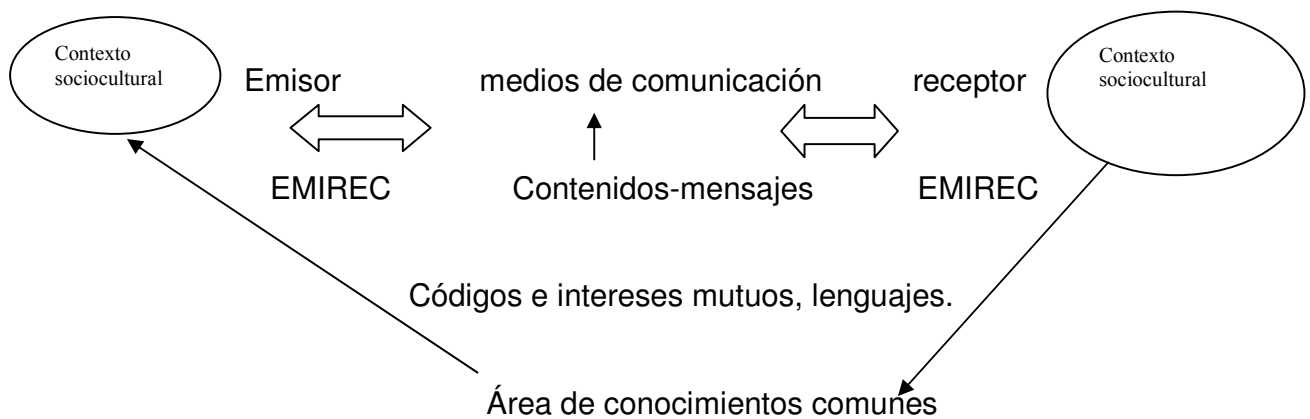 Contexto
sociocultural
Emisor medios de comunicación receptor
Contexto
sociocultural
EMIREC Contenidos-mensajes EMIREC
Códigos e intereses mutuos, lenguajes.
Área de conocimientos comunes